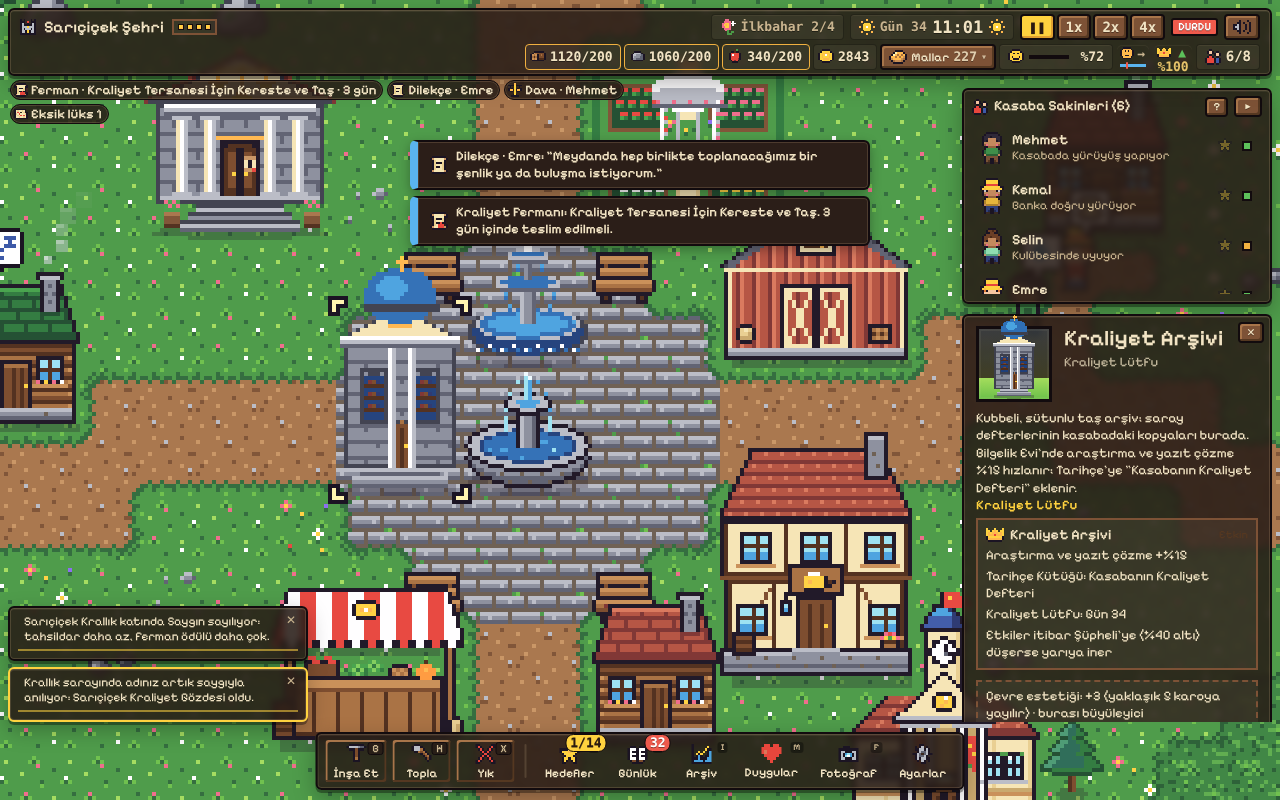 Sarıçiçek Şehri
İlkbahar 2/4
Gün 34 11:01
1x
2x
4x
DURDU
1120/200
1060/200
340/200
2843
Mallar 227
%72
%100
6/8
Ferman · Kraliyet Tersanesi İçin Kereste ve Taş · 3 gün
Dilekçe · Emre
Dava · Mehmet
Eksik lüks 1
Dilekçe · Emre: "Meydanda hep birlikte toplanacağımız bir
şenlik ya da buluşma istiyorum."
Kraliyet Fermanı: Kraliyet Tersanesi İçin Kereste ve Taş. 3
gün içinde teslim edilmeli.
Kasaba Sakinleri (6)
?
Mehmet
Kasabada yürüyüş yapıyor
Kemal
Banka doğru yürüyor
Selin
Kulübesinde uyuyor
Emre
Kraliyet Arşivi
Kraliyet Lütfu
Kubbeli, sütunlu taş arşiv: saray
defterlerinin kasabadaki kopyaları burada.
Bilgelik Evi'nde araştırma ve yazıt çözme
%15 hızlanır; Tarihçe'ye "Kasabanın Kraliyet
Defteri" eklenir.
Kraliyet Lütfu
Kraliyet Arşivi
Araştırma ve yazıt çözme +%15
Tarihçe Kütüğü: Kasabanın Kraliyet
Defteri
Kraliyet Lütfu: Gün 34
Etkiler itibar Şüpheli'ye (%40 altı)
düşerse yarıya iner
Çevre estetiği: +3 (yaklaşık 5 karoya
yayılır) · burası büyüleyici
Sarıçiçek Krallık katında Saygın sayılıyor:
tahsildar daha az, ferman ödülü daha çok.
Krallık sarayında adınız artık saygıyla
anılıyor: Sarıçiçek Kraliyet Gözdesi oldu.
İnşa Et
G
Topla
H
Yık
X
1/14
Hedefler
32
Günlük
Arşiv
I
Duygular
M
Fotoğraf
F
Ayarlar